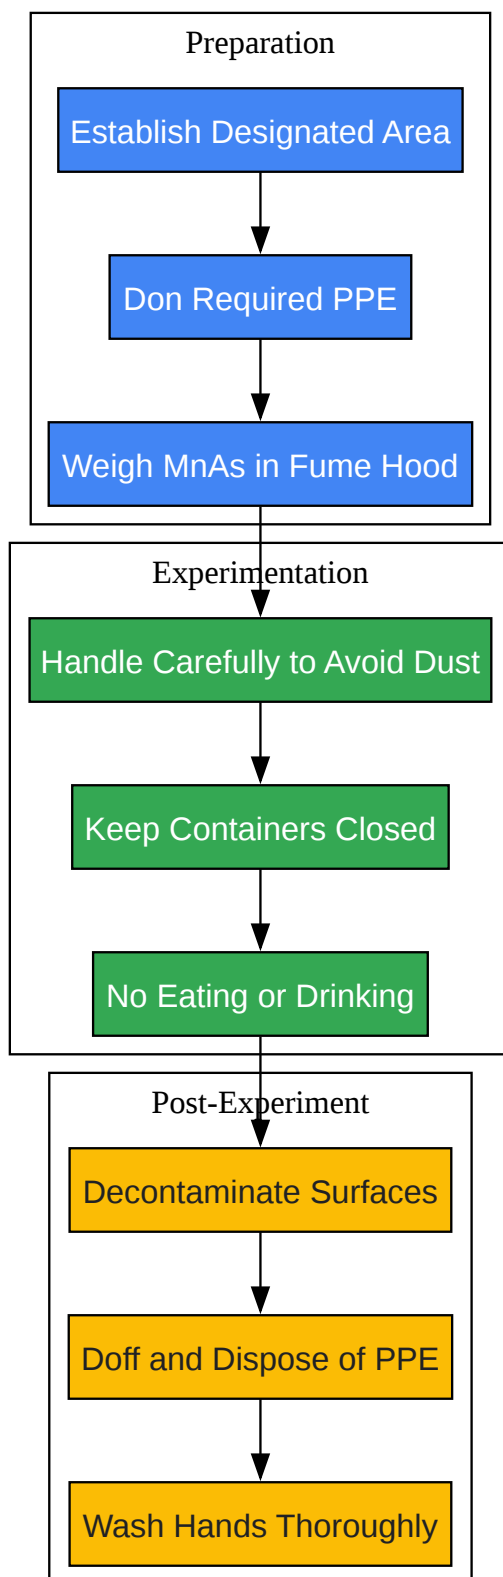 Preparation
Establish Designated Area
Don Required PPE
Weigh MnAs in Fume Hood
Experimentation
Handle Carefully to Avoid Dust
Keep Containers Closed
No Eating or Drinking
Post-Experiment
Decontaminate Surfaces
Doff and Dispose of PPE
Wash Hands Thoroughly